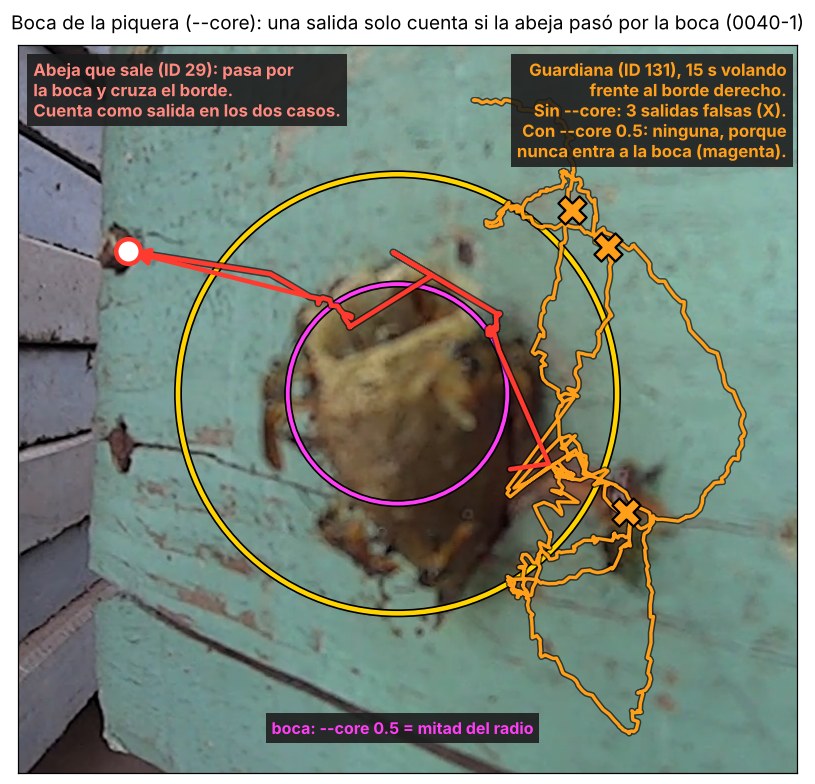 Boca de la piquera (--core): una salida solo cuenta si la abeja pasó por la boca (0040-1)
Abeja que sale (ID 29): pasa por
la boca y cruza el borde.
Cuenta como salida en los dos casos.
Guardiana (ID 131), 15 s volando
frente al borde derecho.
Sin --core: 3 salidas falsas (X).
Con --core 0.5: ninguna, porque
nunca entra a la boca (magenta).
boca: --core 0.5 = mitad del radio